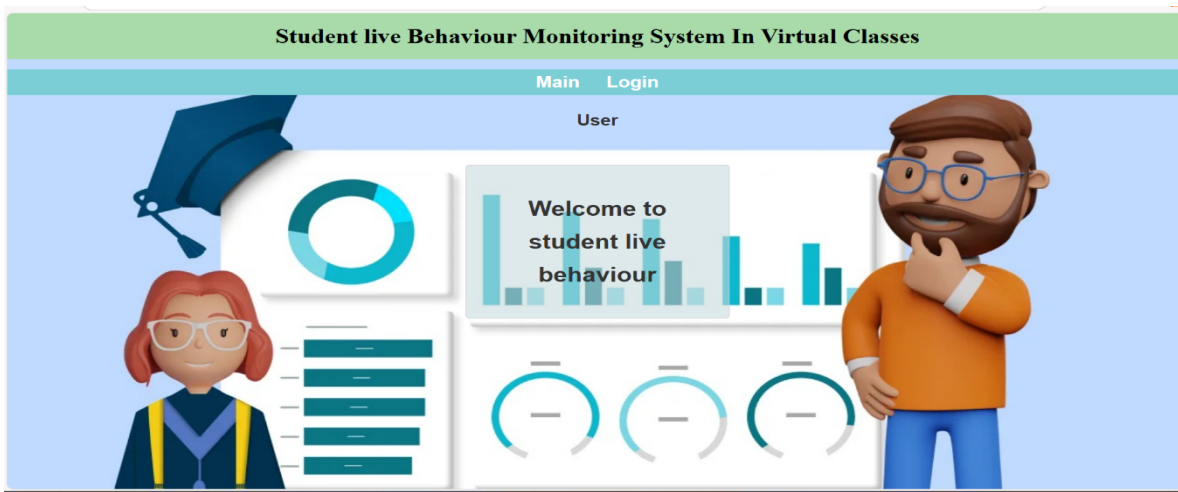 Student live Behaviour Monitoring System In Virtual Classes
Main Login
User
Welcome to
student live
behaviour